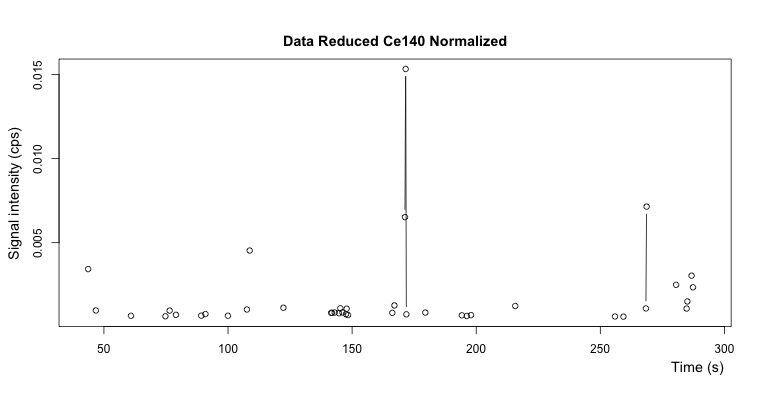 Data Reduced Ce140 Normalized
Signal intensity (cps)
0.015
0.010
0.005
50 100 150 200 250 300
Time (s)